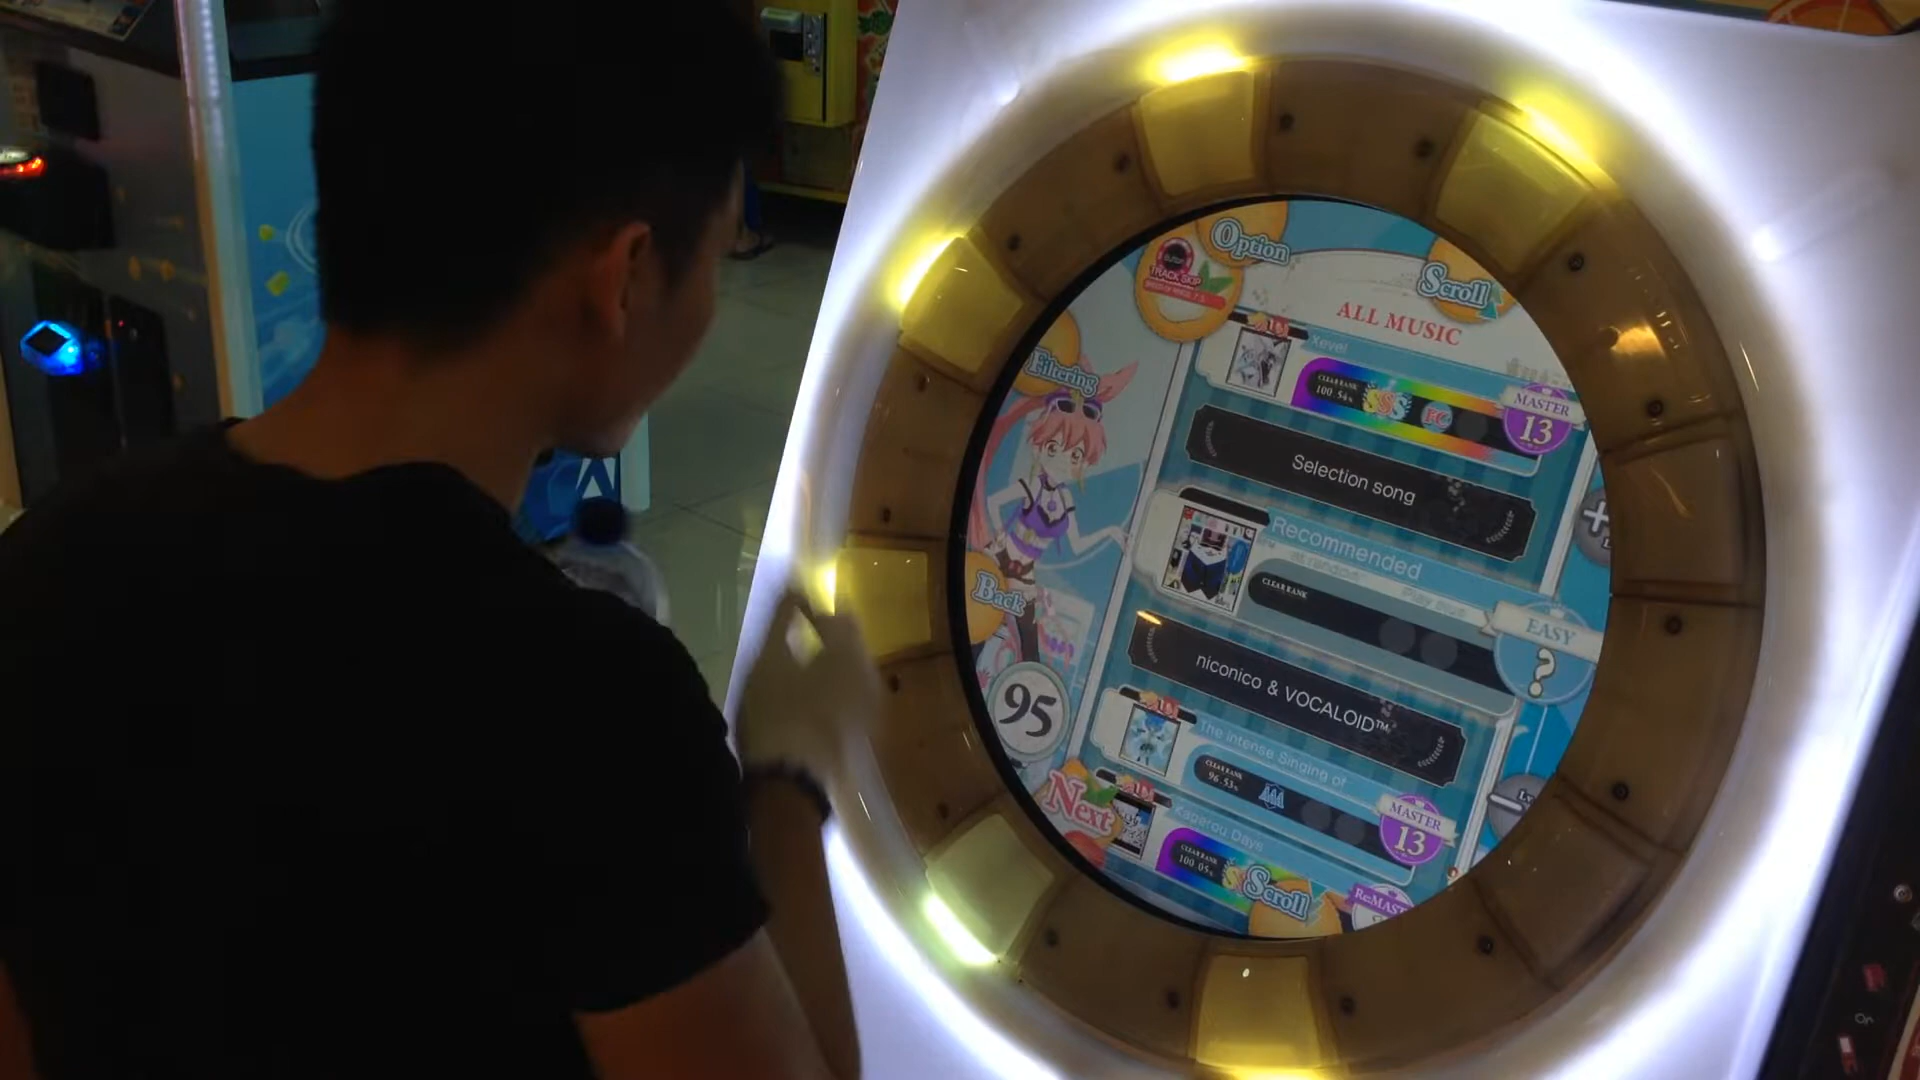 Option
Scroll
TRACK SKIP
ALL MUSIC
Xevel
CLEAR RANK
100.54%
SSS
FC
MASTER
13
Filtering
Selection song
Recommended
CLEAR RANK
EASY
?
Back
niconico & VOCALOID™
95
The Intense Singing of
CLEAR RANK
96.53%
AAA
MASTER
13
Next
Kagerou Days
CLEAR RANK
100.05%
Scroll